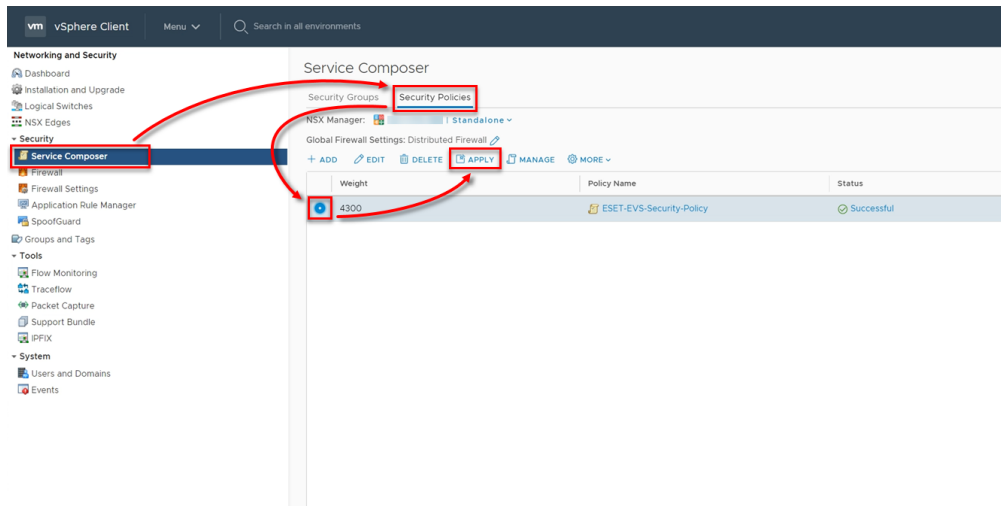 vm vSphere Client Menu Search in all environments
Networking and Security
Dashboard
Installation and Upgrade
Logical Switches
NSX Edges
Security
Service Composer
Firewall
Firewall Settings
Application Rule Manager
SpoofGuard
Groups and Tags
Tools
Flow Monitoring
Traceflow
Packet Capture
Support Bundle
IPFIX
System
Users and Domains
Events
Service Composer
Security Groups Security Policies
NSX Manager: | Standalone
Global Firewall Settings: Distributed Firewall
+ ADD EDIT DELETE APPLY MANAGE MORE
Weight Policy Name Status
4300 ESET-EVS-Security-Policy Successful